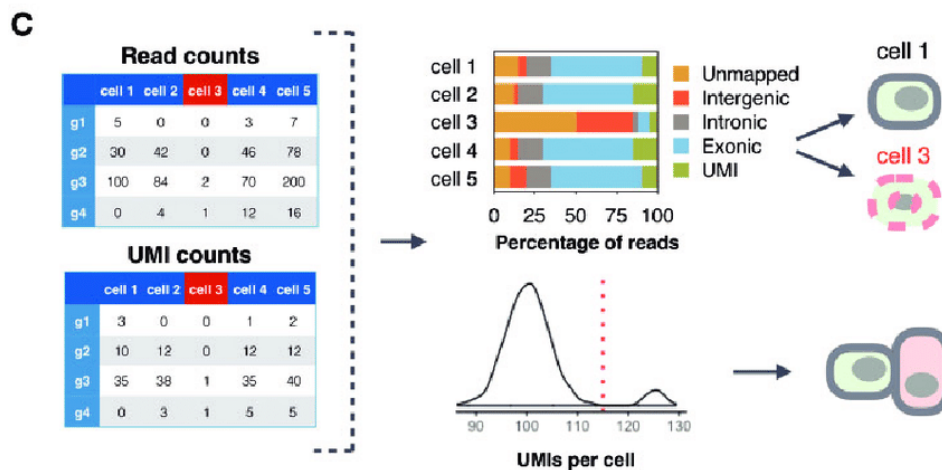 C
Read counts
cell 1 cell 2 cell 3 cell 4 cell 5
g1 5 0 0 3 7
g2 30 42 0 46 78
g3 100 84 2 70 200
g4 0 4 1 12 16
UMI counts
cell 1 cell 2 cell 3 cell 4 cell 5
g1 3 0 0 1 2
g2 10 12 0 12 12
g3 35 38 1 35 40
g4 0 3 1 5 5
cell 1
cell 2
cell 3
cell 4
cell 5
0 25 50 75 100
Percentage of reads
Unmapped
Intergenic
Intronic
Exonic
UMI
cell 1
cell 3
90 100 110 120 130
UMIs per cell